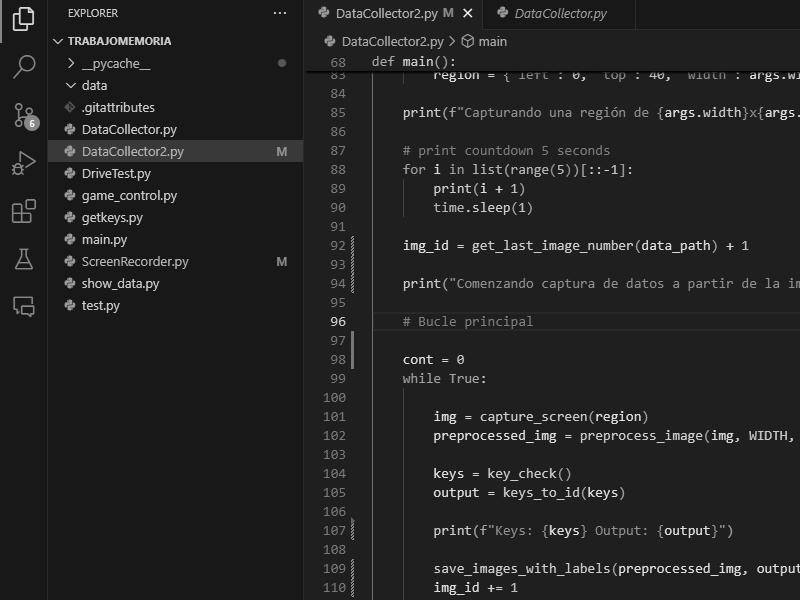 EXPLORER
TRABAJOMEMORIA
__pycache__
data
.gitattributes
DataCollector.py
DataCollector2.py M
DriveTest.py
game_control.py
getkeys.py
main.py
ScreenRecorder.py M
show_data.py
test.py
6
DataCollector2.py M
DataCollector.py
DataCollector2.py > main
68 def main():
83 region = { left : 0, top : 40, width : args.wi
84
85 print(f"Capturando una región de {args.width}x{args.
86
87 # print countdown 5 seconds
88 for i in list(range(5))[::-1]:
89 print(i + 1)
90 time.sleep(1)
91
92 img_id = get_last_image_number(data_path) + 1
93
94 print("Comenzando captura de datos a partir de la im
95
96 # Bucle principal
97
98 cont = 0
99 while True:
100
101 img = capture_screen(region)
102 preprocessed_img = preprocess_image(img, WIDTH,
103
104 keys = key_check()
105 output = keys_to_id(keys)
106
107 print(f"Keys: {keys} Output: {output}")
108
109 save_images_with_labels(preprocessed_img, output
110 img_id += 1